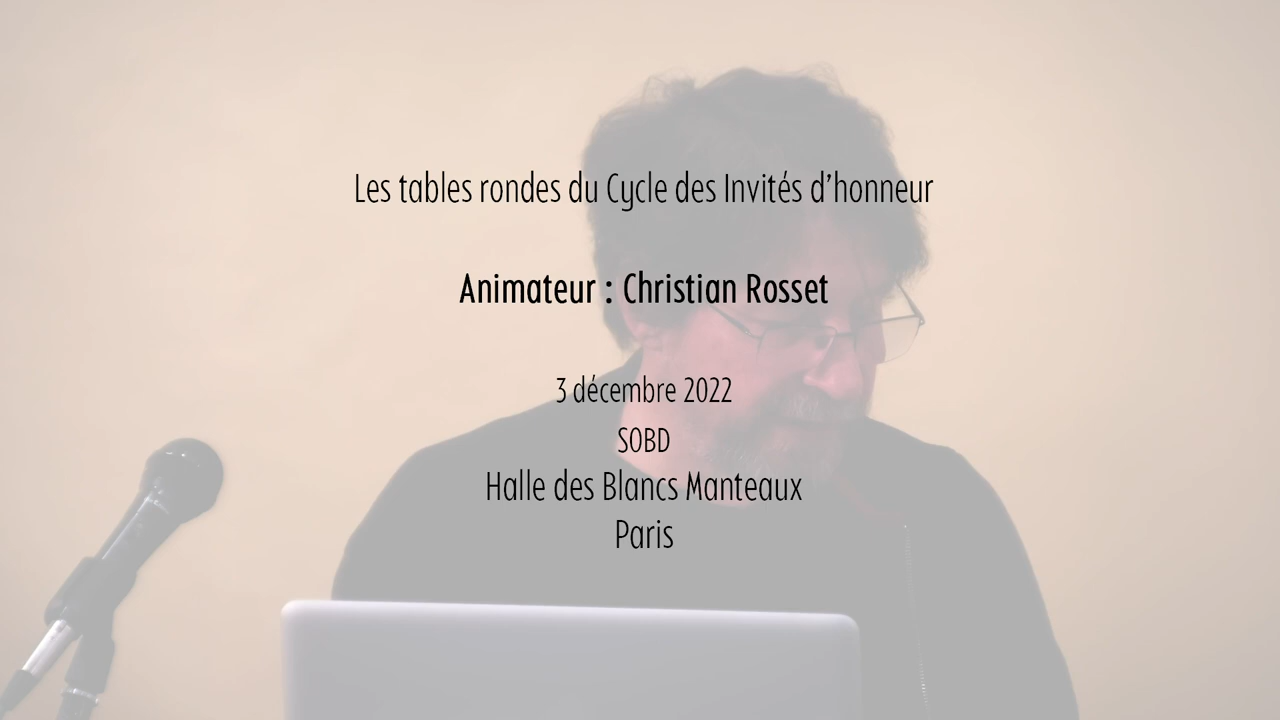 Les tables rondes du Cycle des Invités d’honneur
Animateur : Christian Rosset
3 décembre 2022
SOBD
Halle des Blancs Manteaux
Paris